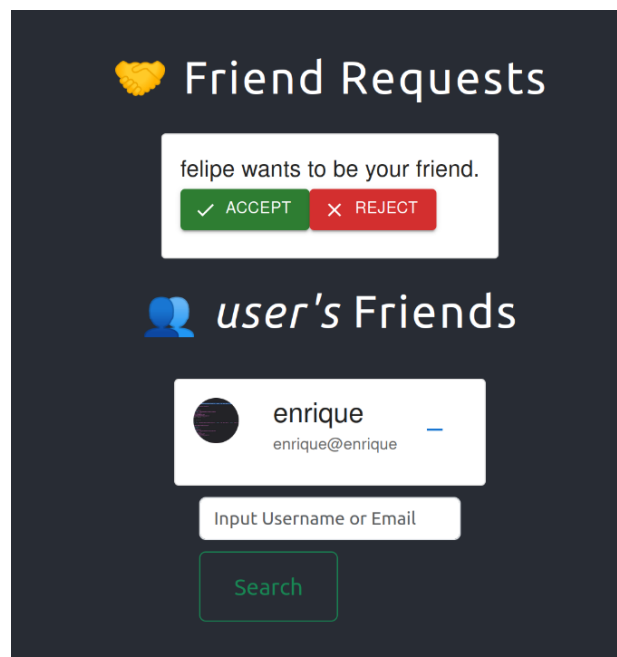 🤝 Friend Requests
felipe wants to be your friend.
✓ ACCEPT ✕ REJECT
👥 user's Friends
enrique
enrique@enrique
Input Username or Email
Search